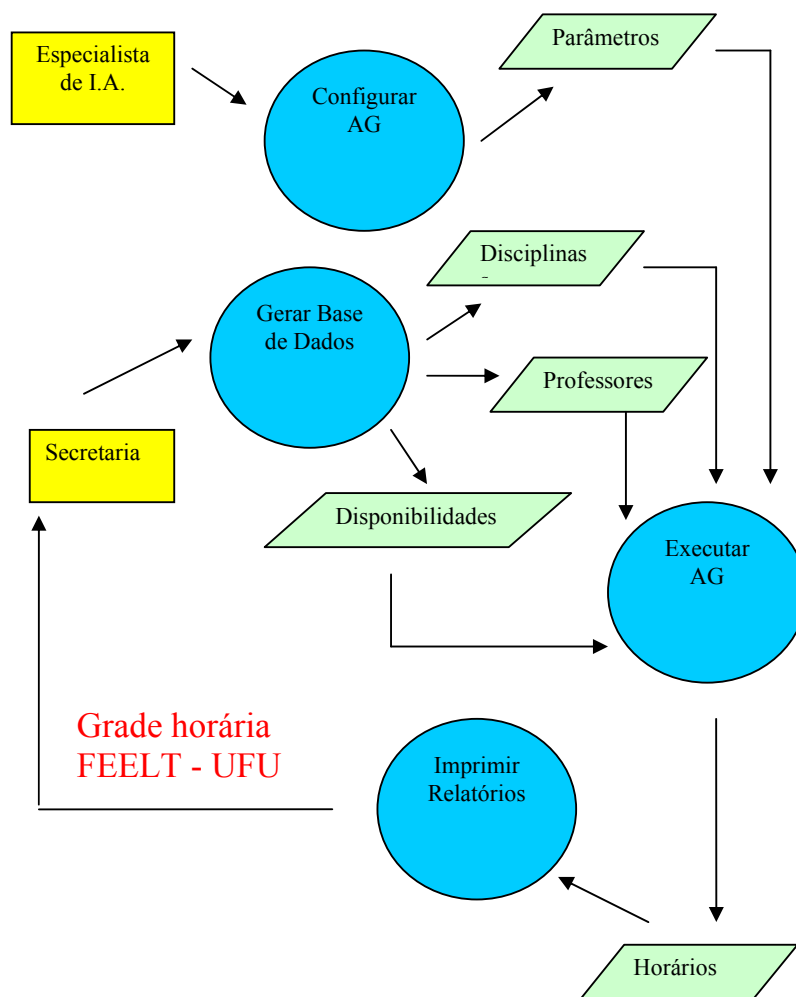 Especialista
de I.A.
Configurar
AG
Parâmetros
Gerar Base
de Dados
Disciplinas
Professores
Secretaria
Disponibilidades
Executar
AG
Grade horária
FEELT - UFU
Imprimir
Relatórios
Horários